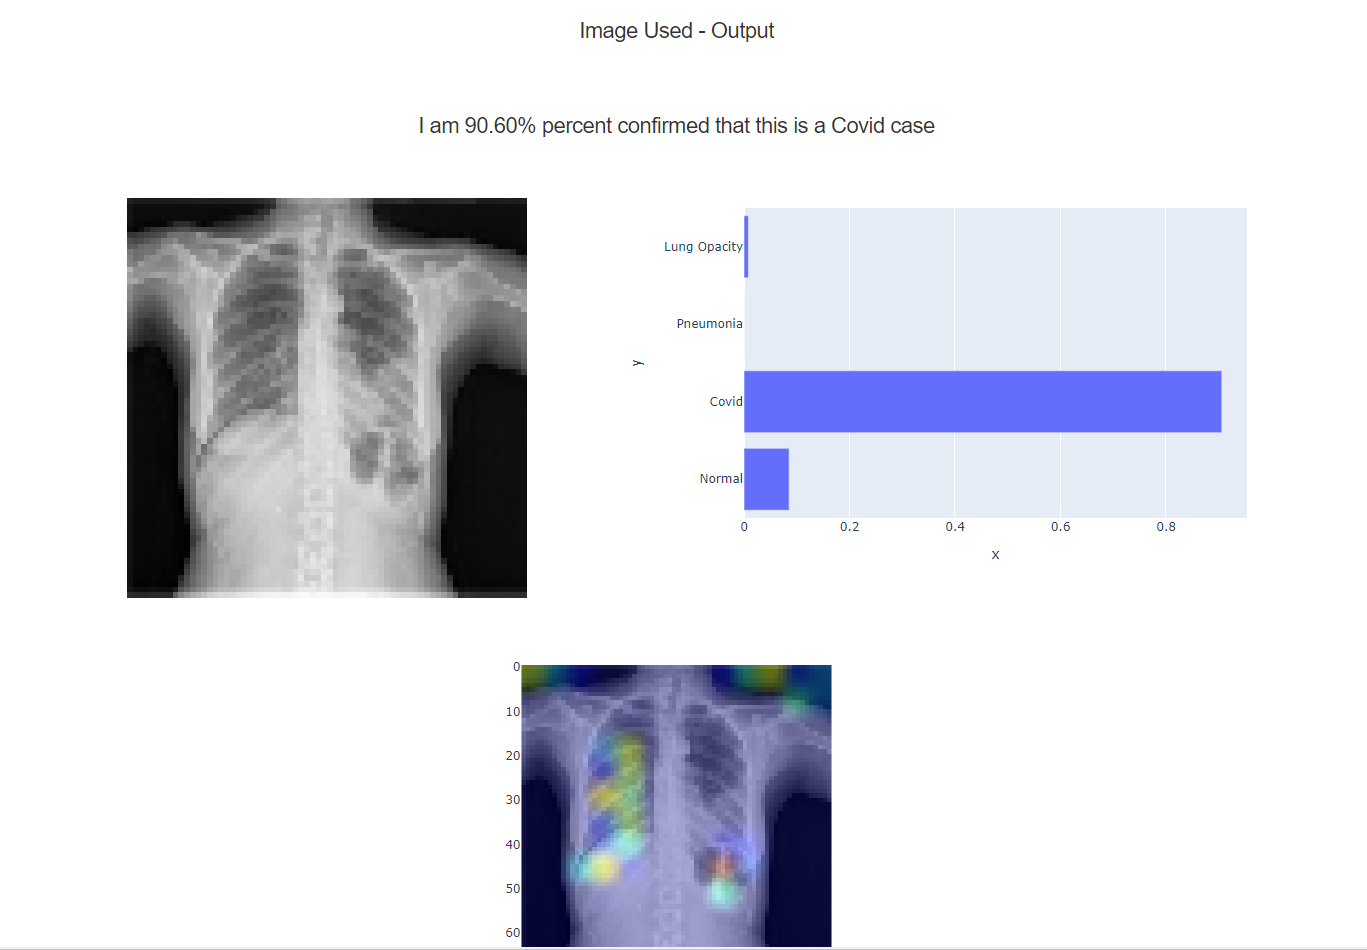 Image Used - Output
I am 90.60% percent confirmed that this is a Covid case
Lung Opacity
Pneumonia
Covid
Normal
y
0
0.2
0.4
0.6
0.8
x
0
10
20
30
40
50
60